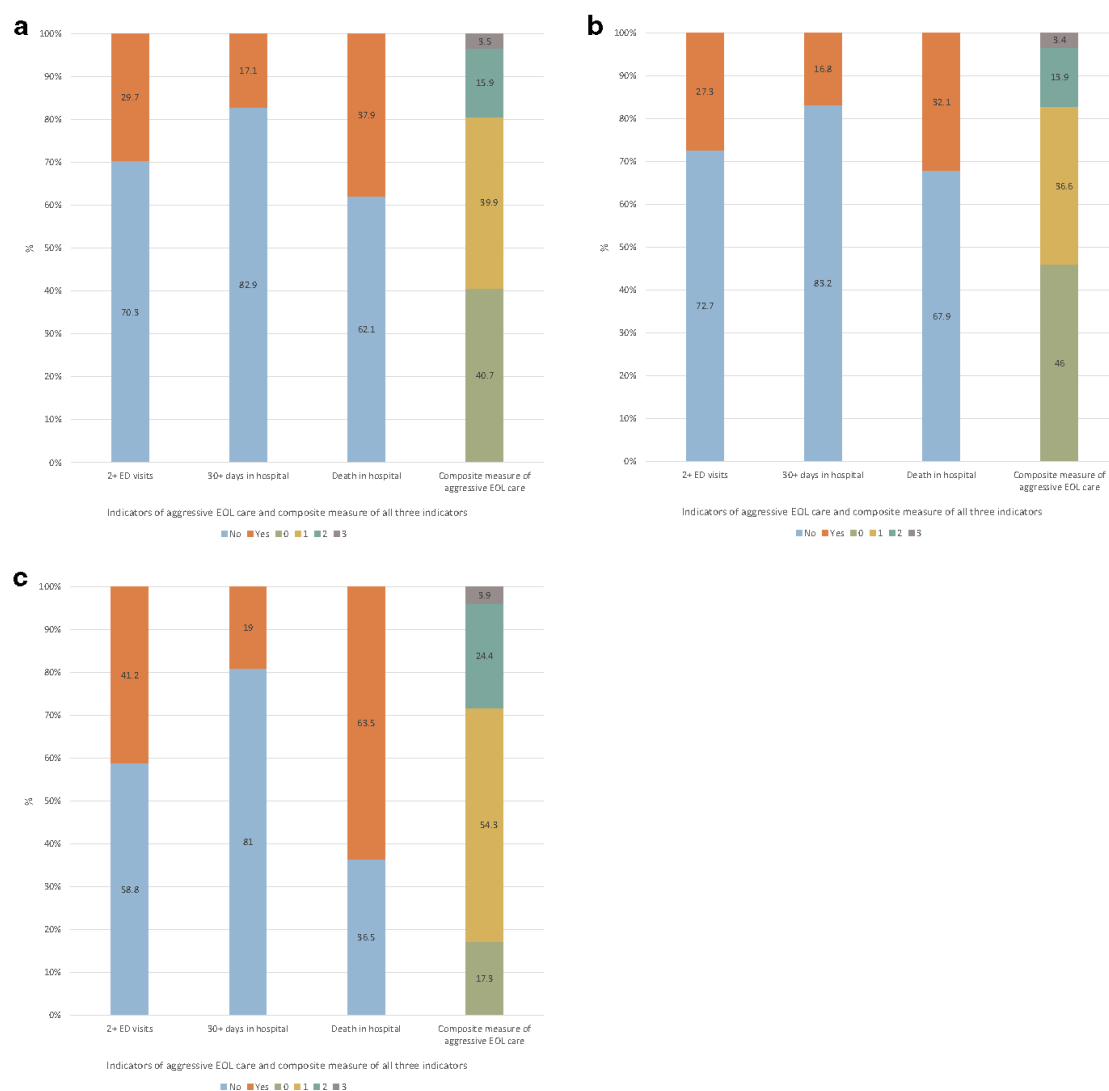 a
100%
90%
80%
70%
60%
50%
40%
30%
20%
10%
0%
%
29.7
70.3
17.1
82.9
37.9
62.1
3.5
15.9
39.9
40.7
2+ ED visits
30+ days in hospital
Death in hospital
Composite measure of
aggressive EOL care
Indicators of aggressive EOL care and composite measure of all three indicators
No Yes 0 1 2 3
b
100%
90%
80%
70%
60%
50%
40%
30%
20%
10%
0%
%
27.3
72.7
16.8
83.2
32.1
67.9
3.4
13.9
36.6
46
2+ ED visits
30+ days in hospital
Death in hospital
Composite measure of
aggressive EOL care
Indicators of aggressive EOL care and composite measure of all three indicators
No Yes 0 1 2 3
c
100%
90%
80%
70%
60%
50%
40%
30%
20%
10%
0%
%
41.2
58.8
19
81
63.5
36.5
3.9
24.4
54.3
17.3
2+ ED visits
30+ days in hospital
Death in hospital
Composite measure of
aggressive EOL care
Indicators of aggressive EOL care and composite measure of all three indicators
No Yes 0 1 2 3